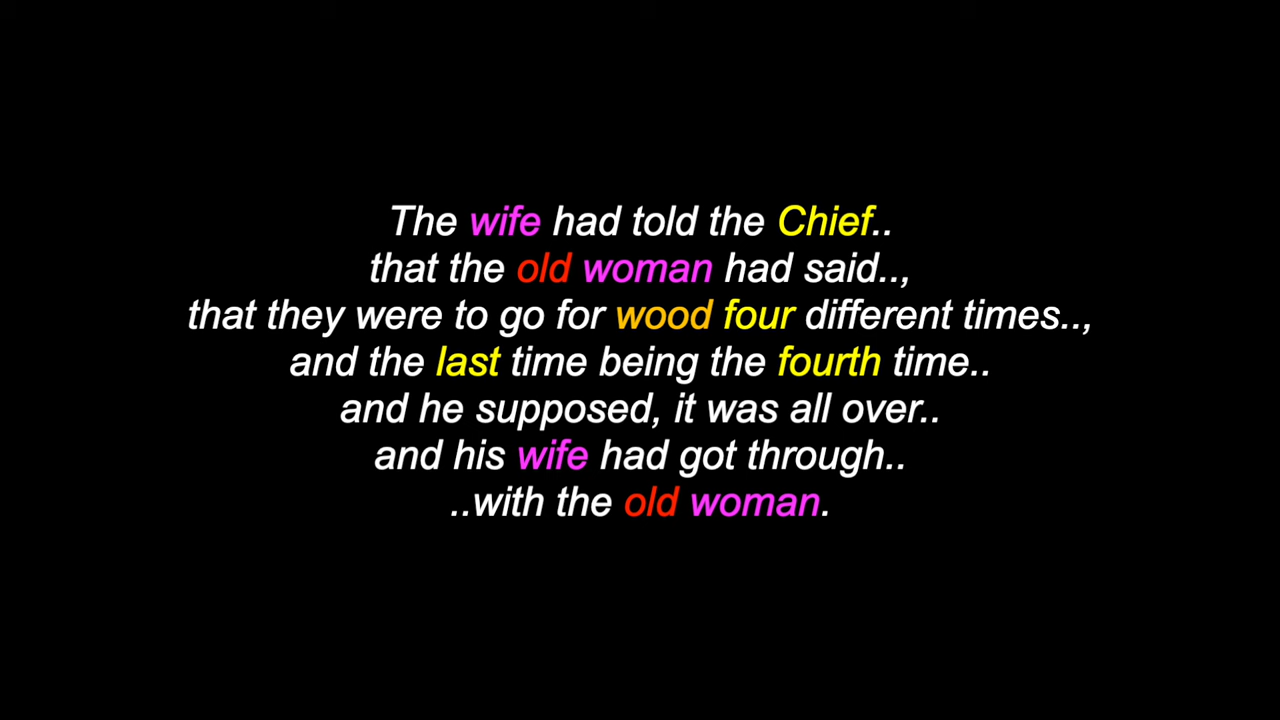 The wife had told the Chief..
that the old woman had said..,
that they were to go for wood four different times..,
and the last time being the fourth time..
and he supposed, it was all over..
and his wife had got through..
..with the old woman.